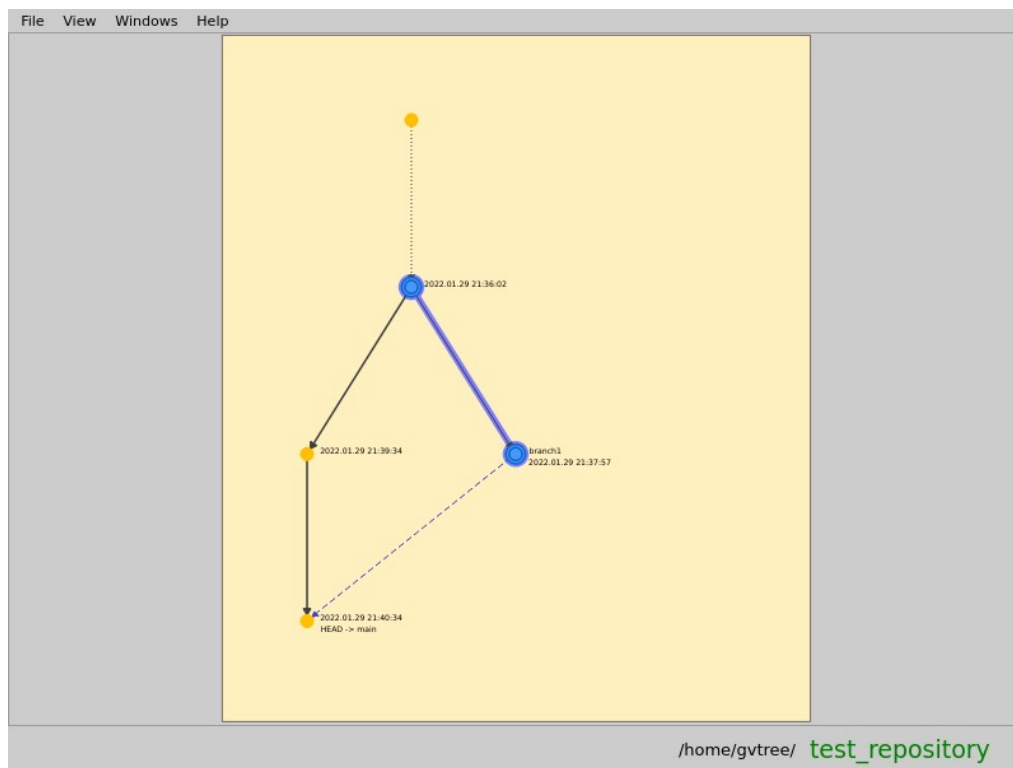 File View Windows Help
2022.01.29 21:36:02
2022.01.29 21:39:34
branch1
2022.01.29 21:37:57
2022.01.29 21:40:34
HEAD -> main
/home/gvtree/ test_repository